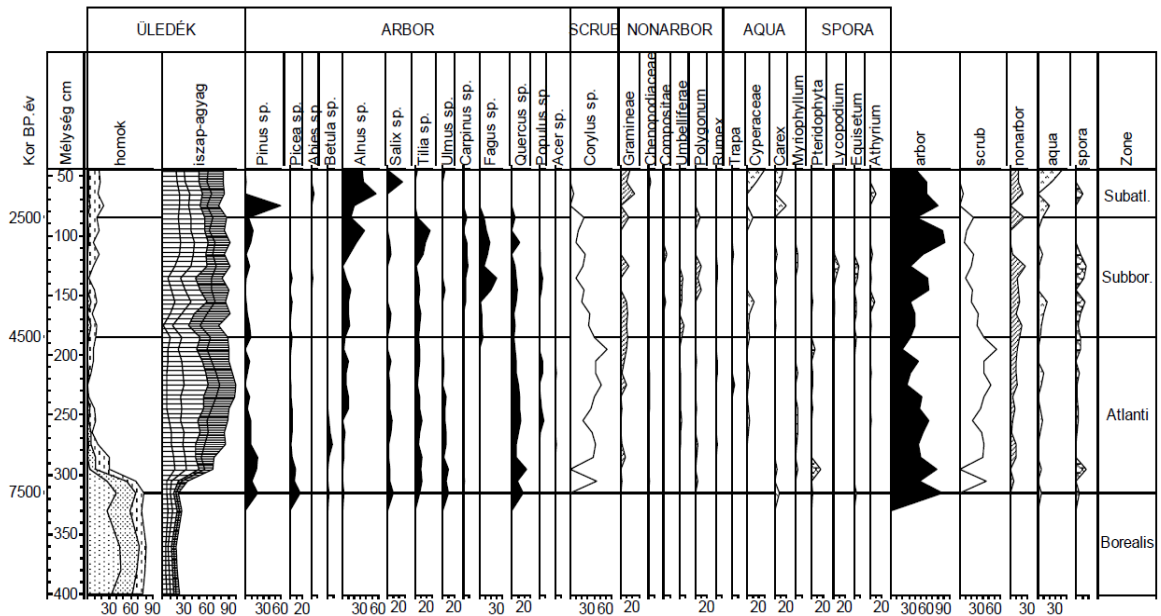 ÜLEDÉK ARBOR SCRUB NONARBOR AQUA SPORA
Kor BP.év
Mélység cm
homok
iszap-agyag
Pinus sp.
Picea sp.
Abies sp
Betula sp.
Alnus sp.
Salix sp.
Tilia sp.
Ulmus sp.
Carpinus sp.
Fagus sp.
Quercus sp.
Populus sp
Acer sp.
Corylus sp.
Gramineae
Chenopodiaceae
Compositae
Umbelliferae
Polygonum
Rumex
Trapa
Cyperaceae
Carex
Myriophyllum
Pteridophyta
Lycopodium
Equisetum
Athyrium
arbor
scrub
nonarbor
aqua
spora
Zone
50
Subatl.
2500
100
150
Subbor.
4500
200
250
Atlanti
300
7500
350
Borealis
400
30 60 90 30 60 90 30 60 20 20 30 60 20 20 20 30 20 20 30 60 20 20 20 20 20 20 30 60 90 30 60 20 30 20